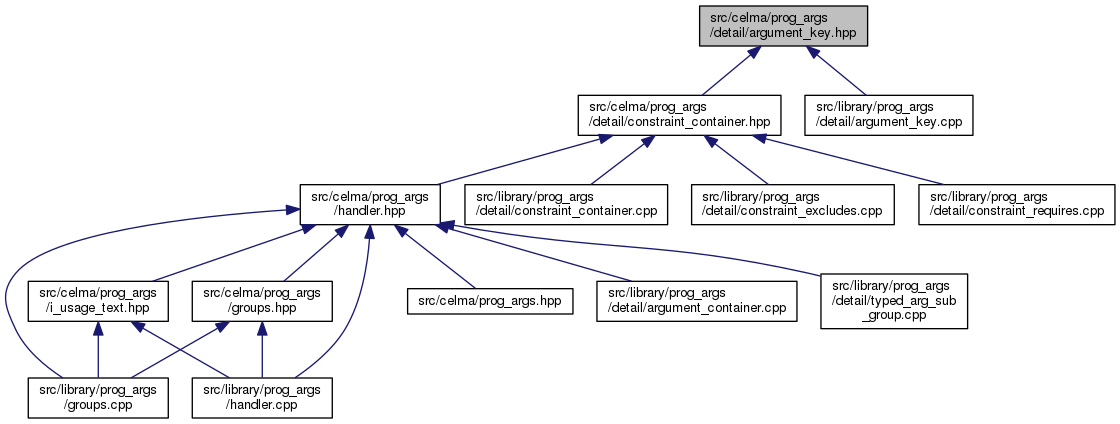 src/celma/prog_args
/detail/argument_key.hpp
src/celma/prog_args
/detail/constraint_container.hpp
src/library/prog_args
/detail/argument_key.cpp
src/celma/prog_args
/handler.hpp
src/library/prog_args
/detail/constraint_container.cpp
src/library/prog_args
/detail/constraint_excludes.cpp
src/library/prog_args
/detail/constraint_requires.cpp
src/celma/prog_args
/i_usage_text.hpp
src/celma/prog_args
/groups.hpp
src/celma/prog_args.hpp
src/library/prog_args
/detail/argument_container.cpp
src/library/prog_args
/detail/typed_arg_sub
_group.cpp
src/library/prog_args
/groups.cpp
src/library/prog_args
/handler.cpp